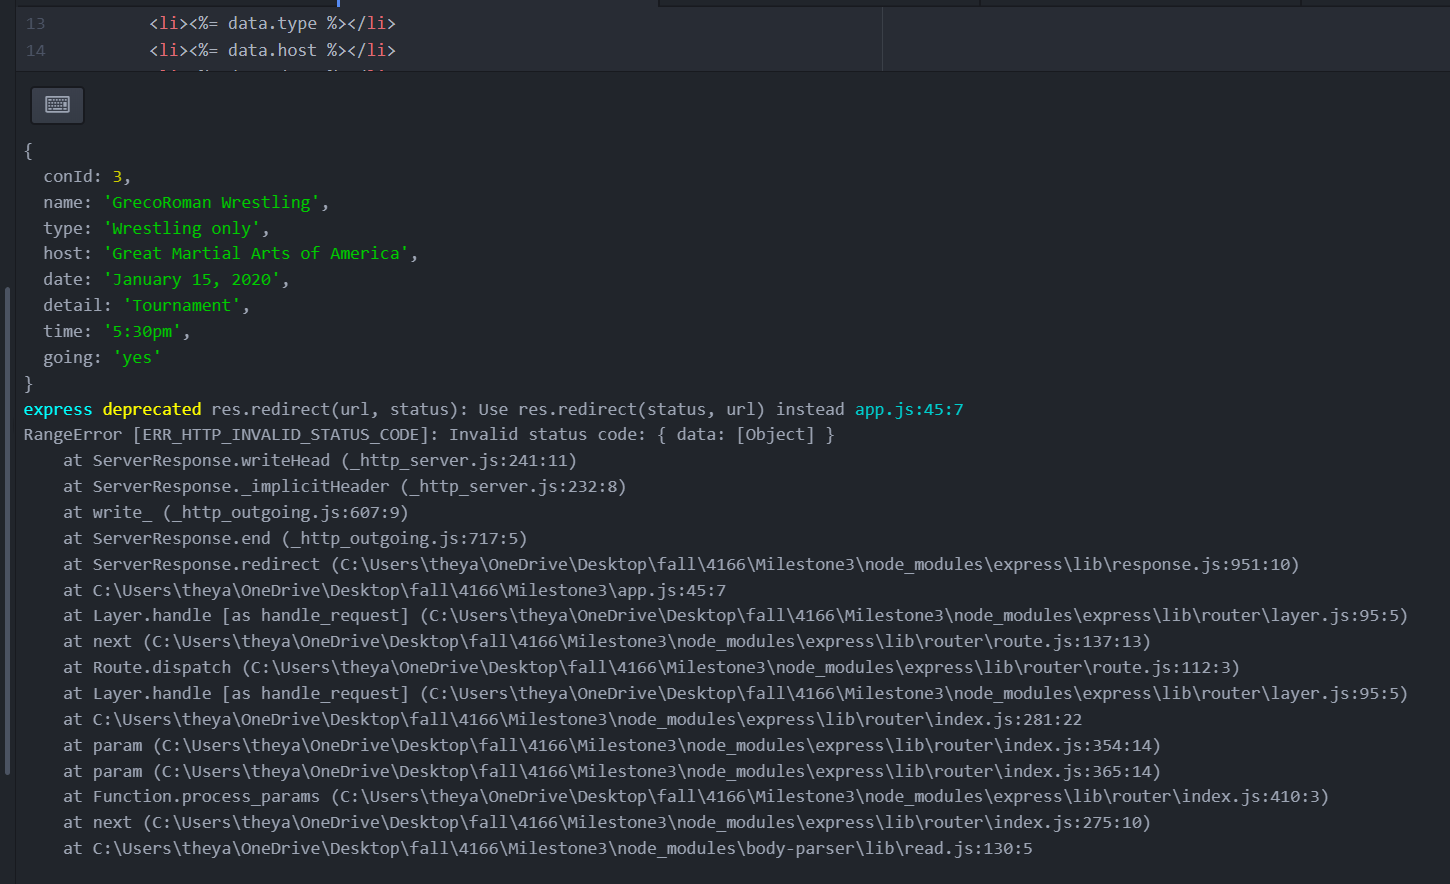 13 <li><%= data.type %></li>
14 <li><%= data.host %></li>
{
conId: 3,
name: 'GrecoRoman Wrestling',
type: 'Wrestling only',
host: 'Great Martial Arts of America',
date: 'January 15, 2020',
detail: 'Tournament',
time: '5:30pm',
going: 'yes'
}
express deprecated res.redirect(url, status): Use res.redirect(status, url) instead app.js:45:7
RangeError [ERR_HTTP_INVALID_STATUS_CODE]: Invalid status code: { data: [Object] }
at ServerResponse.writeHead (_http_server.js:241:11)
at ServerResponse._implicitHeader (_http_server.js:232:8)
at write_ (_http_outgoing.js:607:9)
at ServerResponse.end (_http_outgoing.js:717:5)
at ServerResponse.redirect (C:\Users\theya\OneDrive\Desktop\fall\4166\Milestone3\node_modules\express\lib\response.js:951:10)
at C:\Users\theya\OneDrive\Desktop\fall\4166\Milestone3\app.js:45:7
at Layer.handle [as handle_request] (C:\Users\theya\OneDrive\Desktop\fall\4166\Milestone3\node_modules\express\lib\router\layer.js:95:5)
at next (C:\Users\theya\OneDrive\Desktop\fall\4166\Milestone3\node_modules\express\lib\router\route.js:137:13)
at Route.dispatch (C:\Users\theya\OneDrive\Desktop\fall\4166\Milestone3\node_modules\express\lib\router\route.js:112:3)
at Layer.handle [as handle_request] (C:\Users\theya\OneDrive\Desktop\fall\4166\Milestone3\node_modules\express\lib\router\layer.js:95:5)
at C:\Users\theya\OneDrive\Desktop\fall\4166\Milestone3\node_modules\express\lib\router\index.js:281:22
at param (C:\Users\theya\OneDrive\Desktop\fall\4166\Milestone3\node_modules\express\lib\router\index.js:354:14)
at param (C:\Users\theya\OneDrive\Desktop\fall\4166\Milestone3\node_modules\express\lib\router\index.js:365:14)
at Function.process_params (C:\Users\theya\OneDrive\Desktop\fall\4166\Milestone3\node_modules\express\lib\router\index.js:410:3)
at next (C:\Users\theya\OneDrive\Desktop\fall\4166\Milestone3\node_modules\express\lib\router\index.js:275:10)
at C:\Users\theya\OneDrive\Desktop\fall\4166\Milestone3\node_modules\body-parser\lib\read.js:130:5